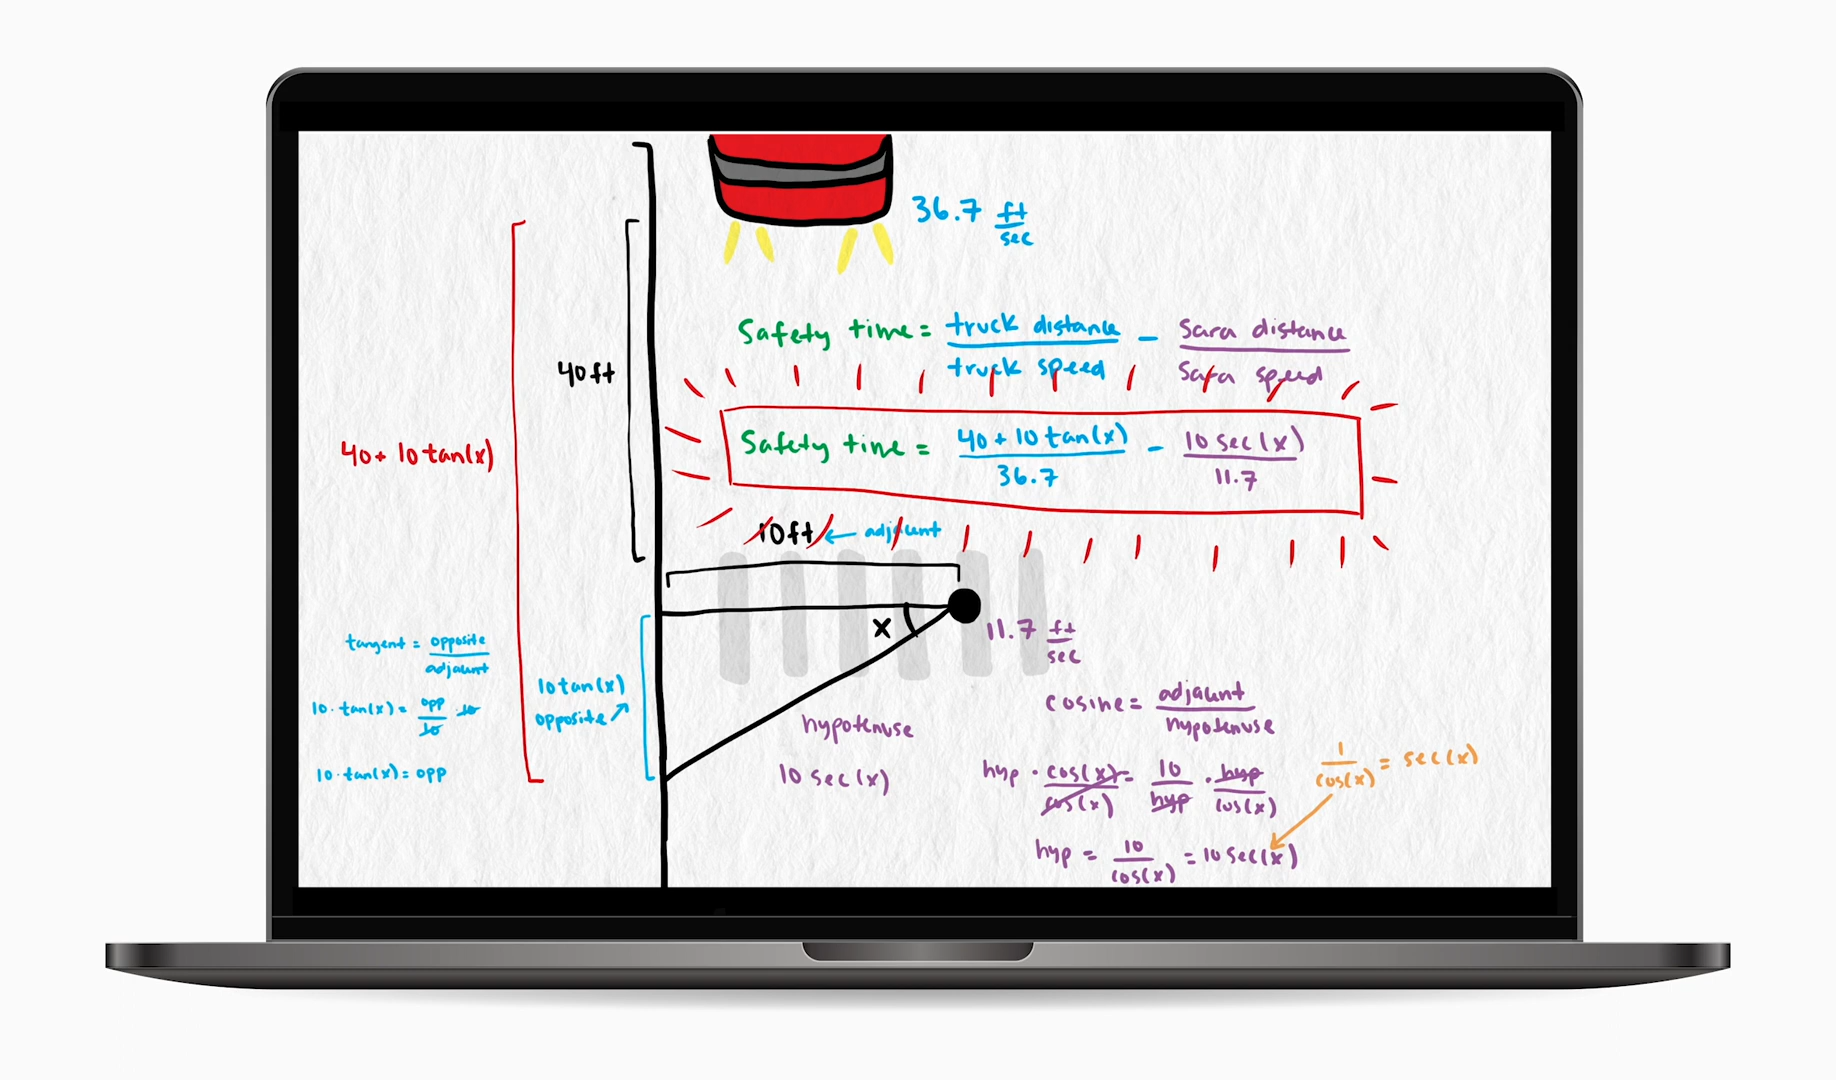 36.7 ft/sec
Safety time = truck distance/truck speed - Sara distance/Sara speed
40ft
40 + 10 tan(x)
Safety time = 40 + 10 tan(x)/36.7 - 10 sec(x)/11.7
10ft ← adjacent
x
11.7 ft/sec
tangent = opposite/adjacent
10 · tan(x) = opp/10 · 10
10 · tan(x) = opp
10 tan(x)
opposite
hypotenuse
10 sec(x)
cosine = adjacent/hypotenuse
hyp · cos(x)/cos(x) = 10/hyp · hyp/cos(x)
1/cos(x) = sec(x)
hyp = 10/cos(x) = 10 sec(x)